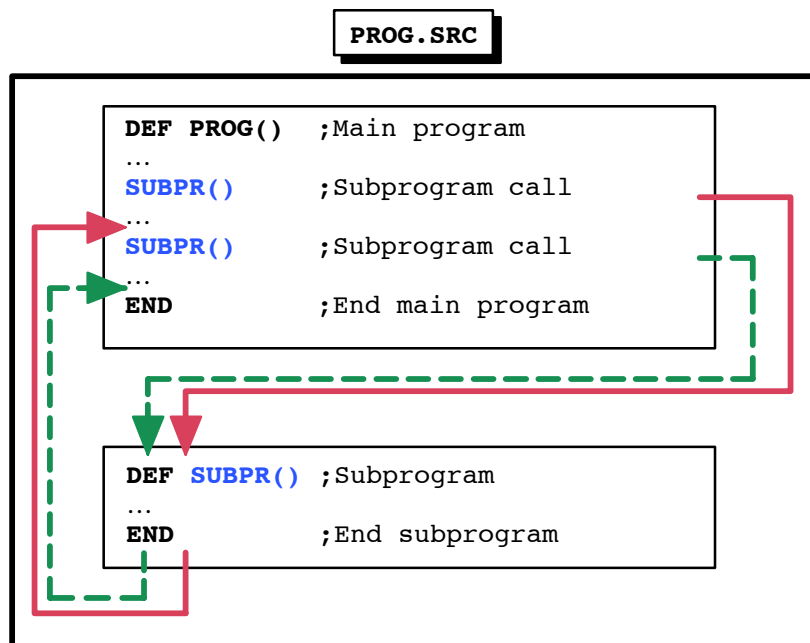 PROG.SRC
DEF PROG() ;Main program
...
SUBPR() ;Subprogram call
...
SUBPR() ;Subprogram call
...
END ;End main program
DEF SUBPR() ;Subprogram
...
END ;End subprogram